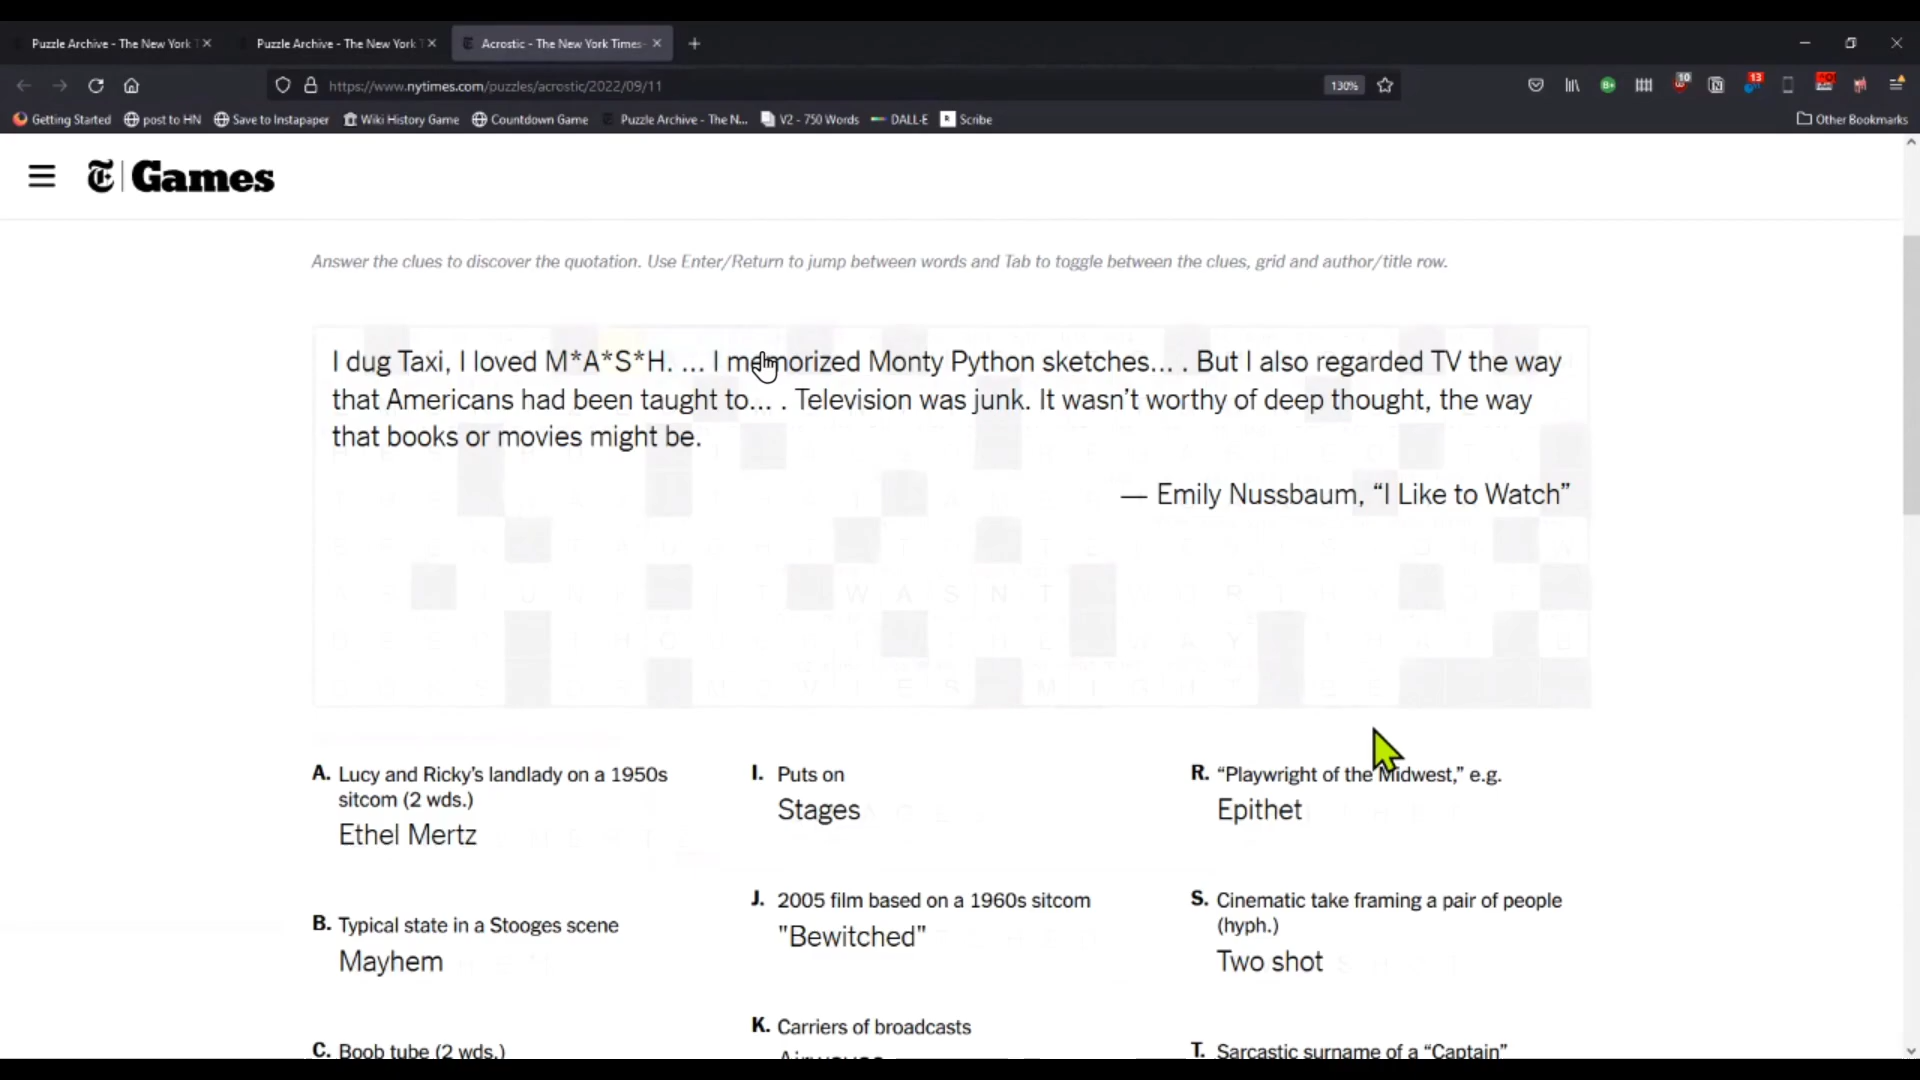 Puzzle Archive - The New York T
Puzzle Archive - The New York T
Acrostic - The New York Times
https://www.nytimes.com/puzzles/acrostic/2022/09/11
130%
10
13
Getting Started
post to HN
Save to Instapaper
Wiki History Game
Countdown Game
Puzzle Archive - The N...
V2 - 750 Words
DALL-E
Scribe
Other Bookmarks
T Games
Answer the clues to discover the quotation. Use Enter/Return to jump between words and Tab to toggle between the clues, grid and author/title row.
I dug Taxi, I loved M*A*S*H. ... I memorized Monty Python sketches... . But I also regarded TV the way
that Americans had been taught to... . Television was junk. It wasn't worthy of deep thought, the way
that books or movies might be.
— Emily Nussbaum, “I Like to Watch”
A. Lucy and Ricky's landlady on a 1950s
sitcom (2 wds.)
Ethel Mertz
B. Typical state in a Stooges scene
Mayhem
C. Boob tube (2 wds.)
I. Puts on
Stages
J. 2005 film based on a 1960s sitcom
"Bewitched"
K. Carriers of broadcasts
Airwaves
R. “Playwright of the Midwest,” e.g.
Epithet
S. Cinematic take framing a pair of people
(hyph.)
Two shot
T. Sarcastic surname of a “Captain”